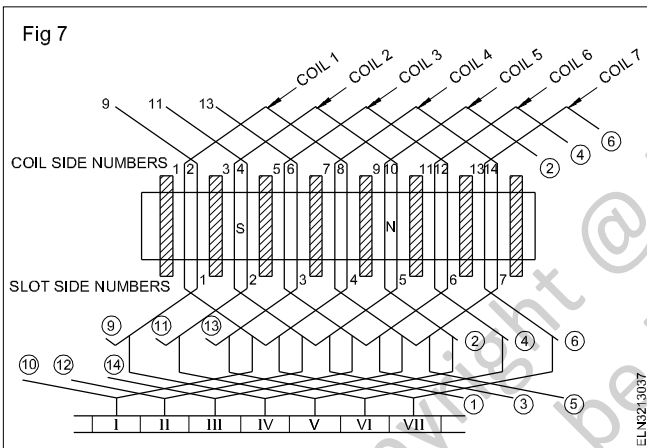 Fig 7
COIL 1
COIL 2
COIL 3
COIL 4
COIL 5
COIL 6
COIL 7
9 11 13
6
4
2
COIL SIDE NUMBERS
1 2 3 4 5 6 7 8 9 10 11 12 13 14
S N
SLOT SIDE NUMBERS
1 2 3 4 5 6 7
9 11 13 2 4 6
10 12 14 1 3 5
I II III IV V VI VII
ELN3213037
copyright @
be